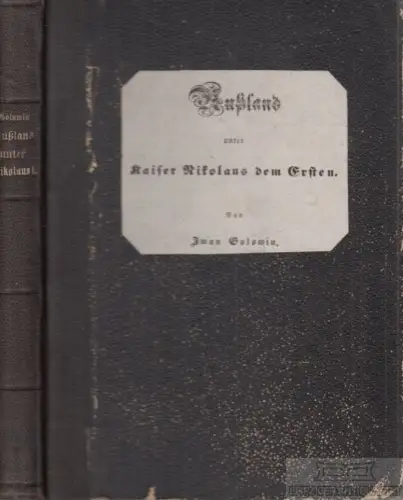 Golowin
Rußland
unter
Nikolaus I.
Rußland
unter
Kaiser Nikolaus dem Ersten.
Von
Iwan Golowin.